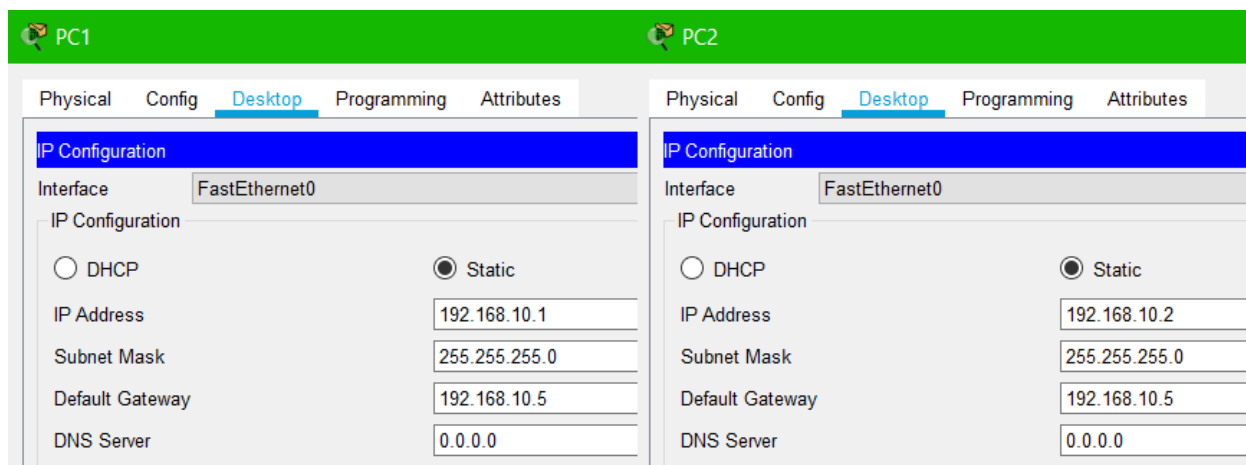 PC1
Physical Config Desktop Programming Attributes
IP Configuration
Interface FastEthernet0
IP Configuration
DHCP Static
IP Address 192.168.10.1
Subnet Mask 255.255.255.0
Default Gateway 192.168.10.5
DNS Server 0.0.0.0
PC2
Physical Config Desktop Programming Attributes
IP Configuration
Interface FastEthernet0
IP Configuration
DHCP Static
IP Address 192.168.10.2
Subnet Mask 255.255.255.0
Default Gateway 192.168.10.5
DNS Server 0.0.0.0